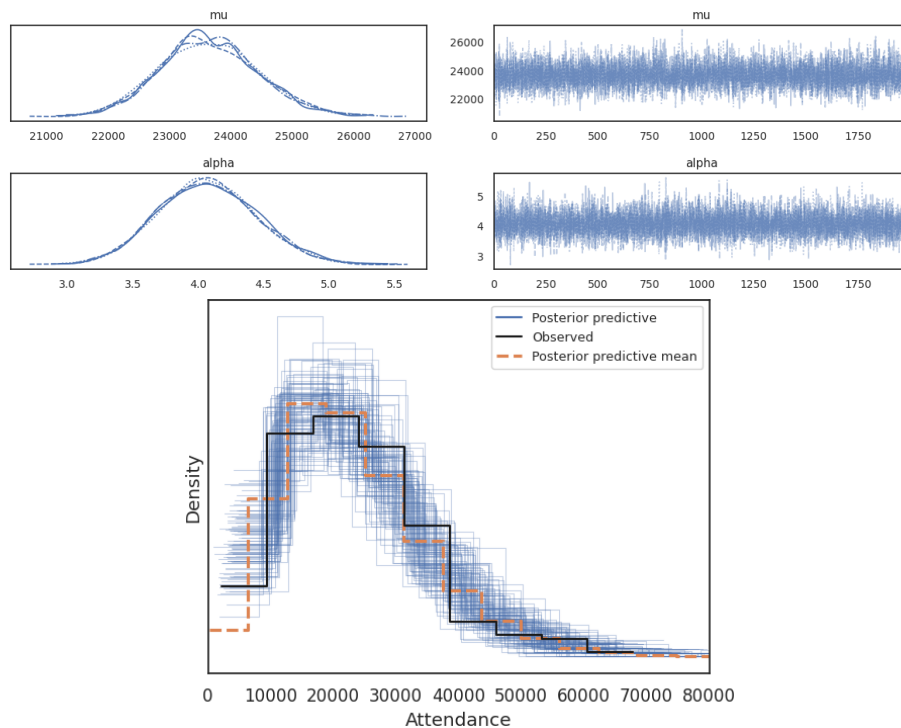 mu
mu
26000
24000
22000
21000 22000 23000 24000 25000 26000 27000
0 250 500 750 1000 1250 1500 1750
alpha
alpha
5
4
3
3.0 3.5 4.0 4.5 5.0 5.5
0 250 500 750 1000 1250 1500 1750
Posterior predictive
Observed
Posterior predictive mean
Density
0 10000 20000 30000 40000 50000 60000 70000 80000
Attendance